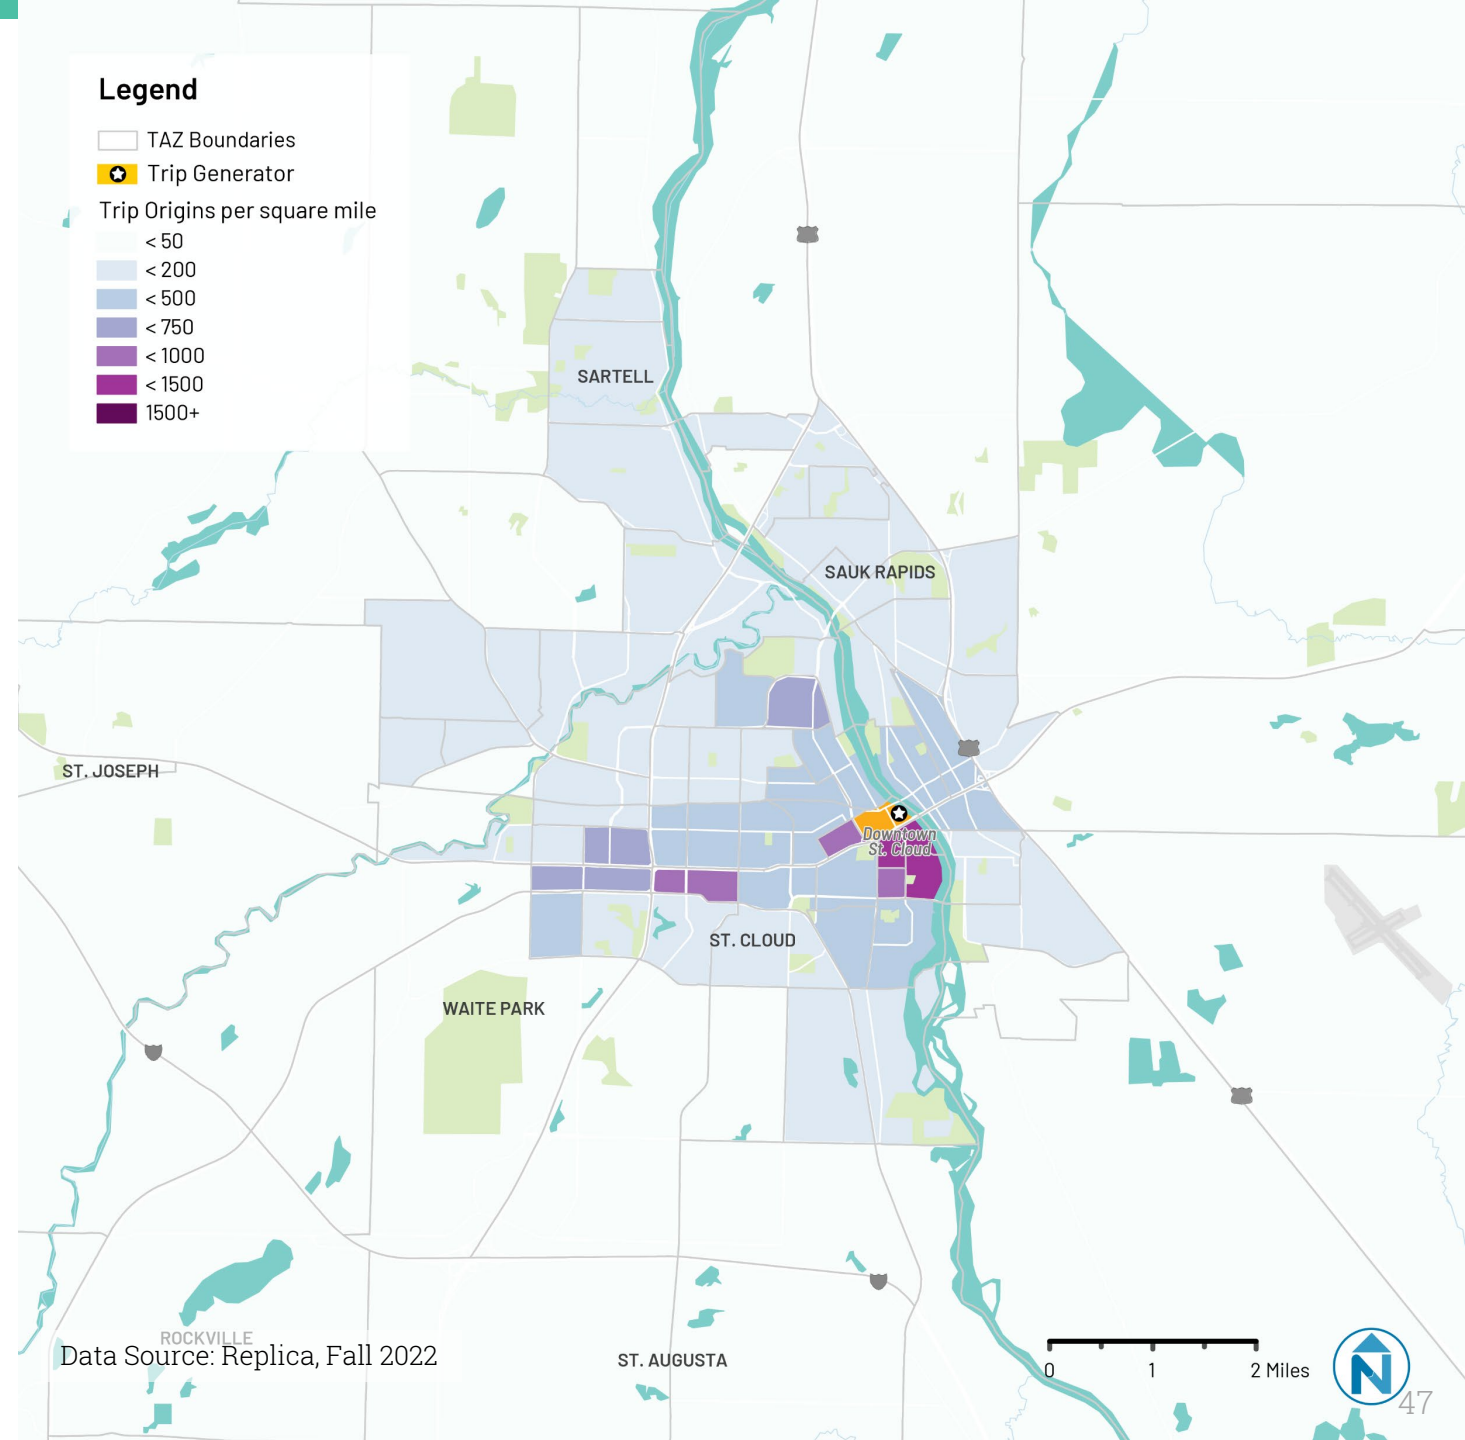 Legend
TAZ Boundaries
Trip Generator
Trip Origins per square mile
< 50
< 200
< 500
< 750
< 1000
< 1500
1500+
SARTELL
SAUK RAPIDS
ST. JOSEPH
Downtown
St. Cloud
ST. CLOUD
WAITE PARK
ROCKVILLE
Data Source: Replica, Fall 2022
ST. AUGUSTA
0 1 2 Miles
N
47